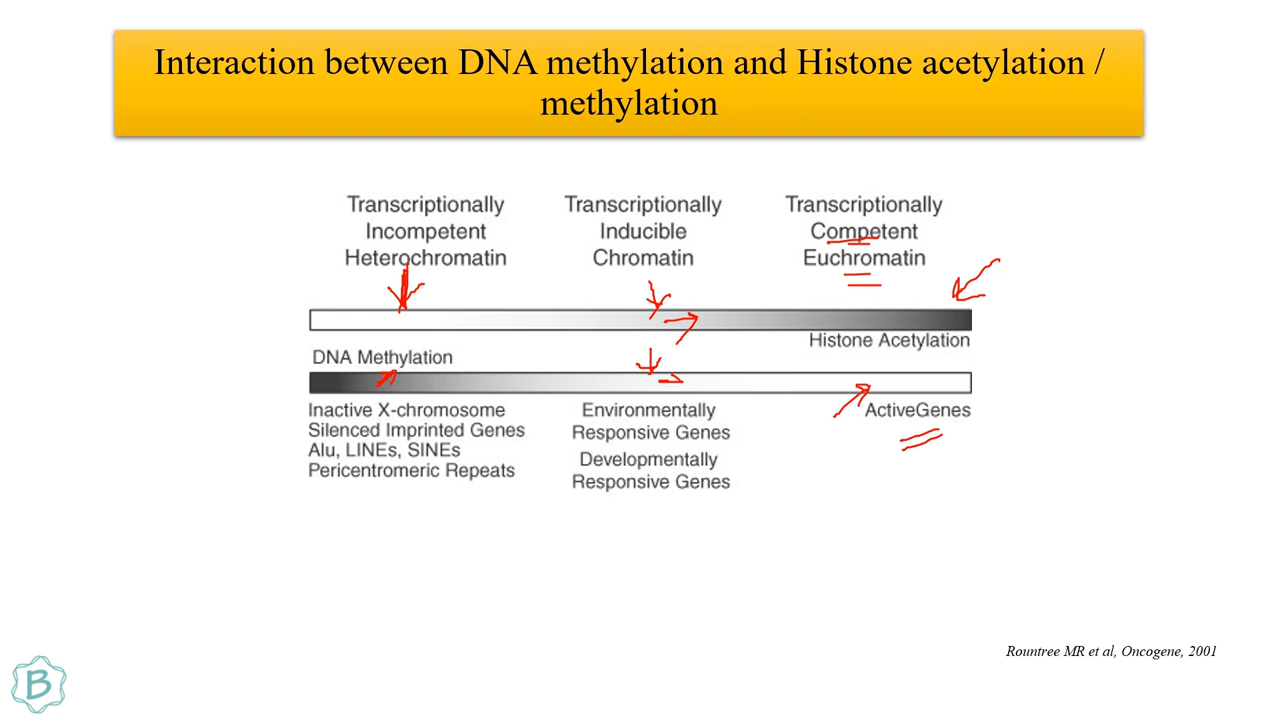 Interaction between DNA methylation and Histone acetylation /
methylation
Transcriptionally
Incompetent
Heterochromatin
Transcriptionally
Inducible
Chromatin
Transcriptionally
Competent
Euchromatin
Histone Acetylation
DNA Methylation
Inactive X-chromosome
Silenced Imprinted Genes
Alu, LINEs, SINEs
Pericentromeric Repeats
Environmentally
Responsive Genes
Developmentally
Responsive Genes
ActiveGenes
Rountree MR et al, Oncogene, 2001
B